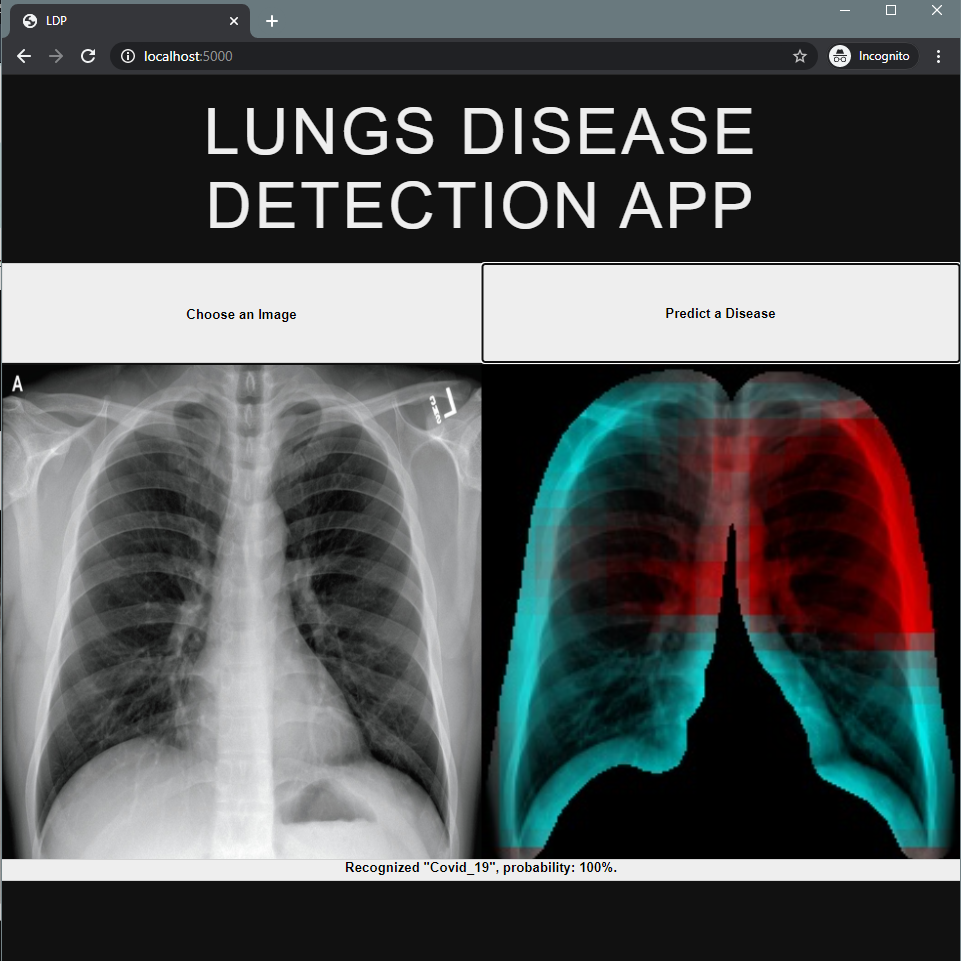 LDP
localhost:5000
Incognito
LUNGS DISEASE
DETECTION APP
Choose an Image
Predict a Disease
A
Recognized "Covid_19", probability: 100%.